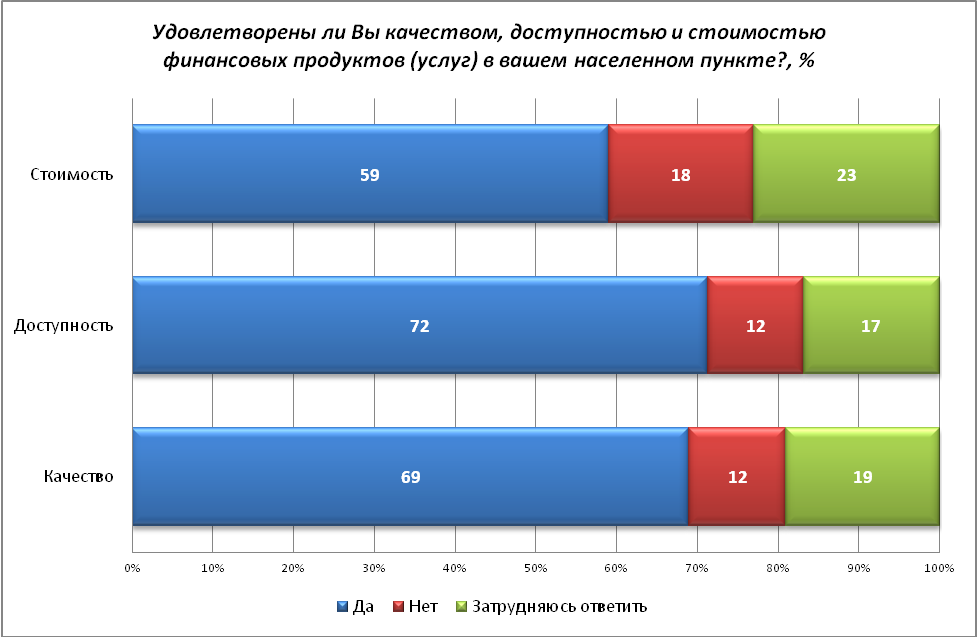 Удовлетворены ли Вы качеством, доступностью и стоимостью
финансовых продуктов (услуг) в вашем населенном пункте?, %
Стоимость
59
18
23
Доступность
72
12
17
Качество
69
12
19
0%
10%
20%
30%
40%
50%
60%
70%
80%
90%
100%
Да
Нет
Затрудняюсь ответить